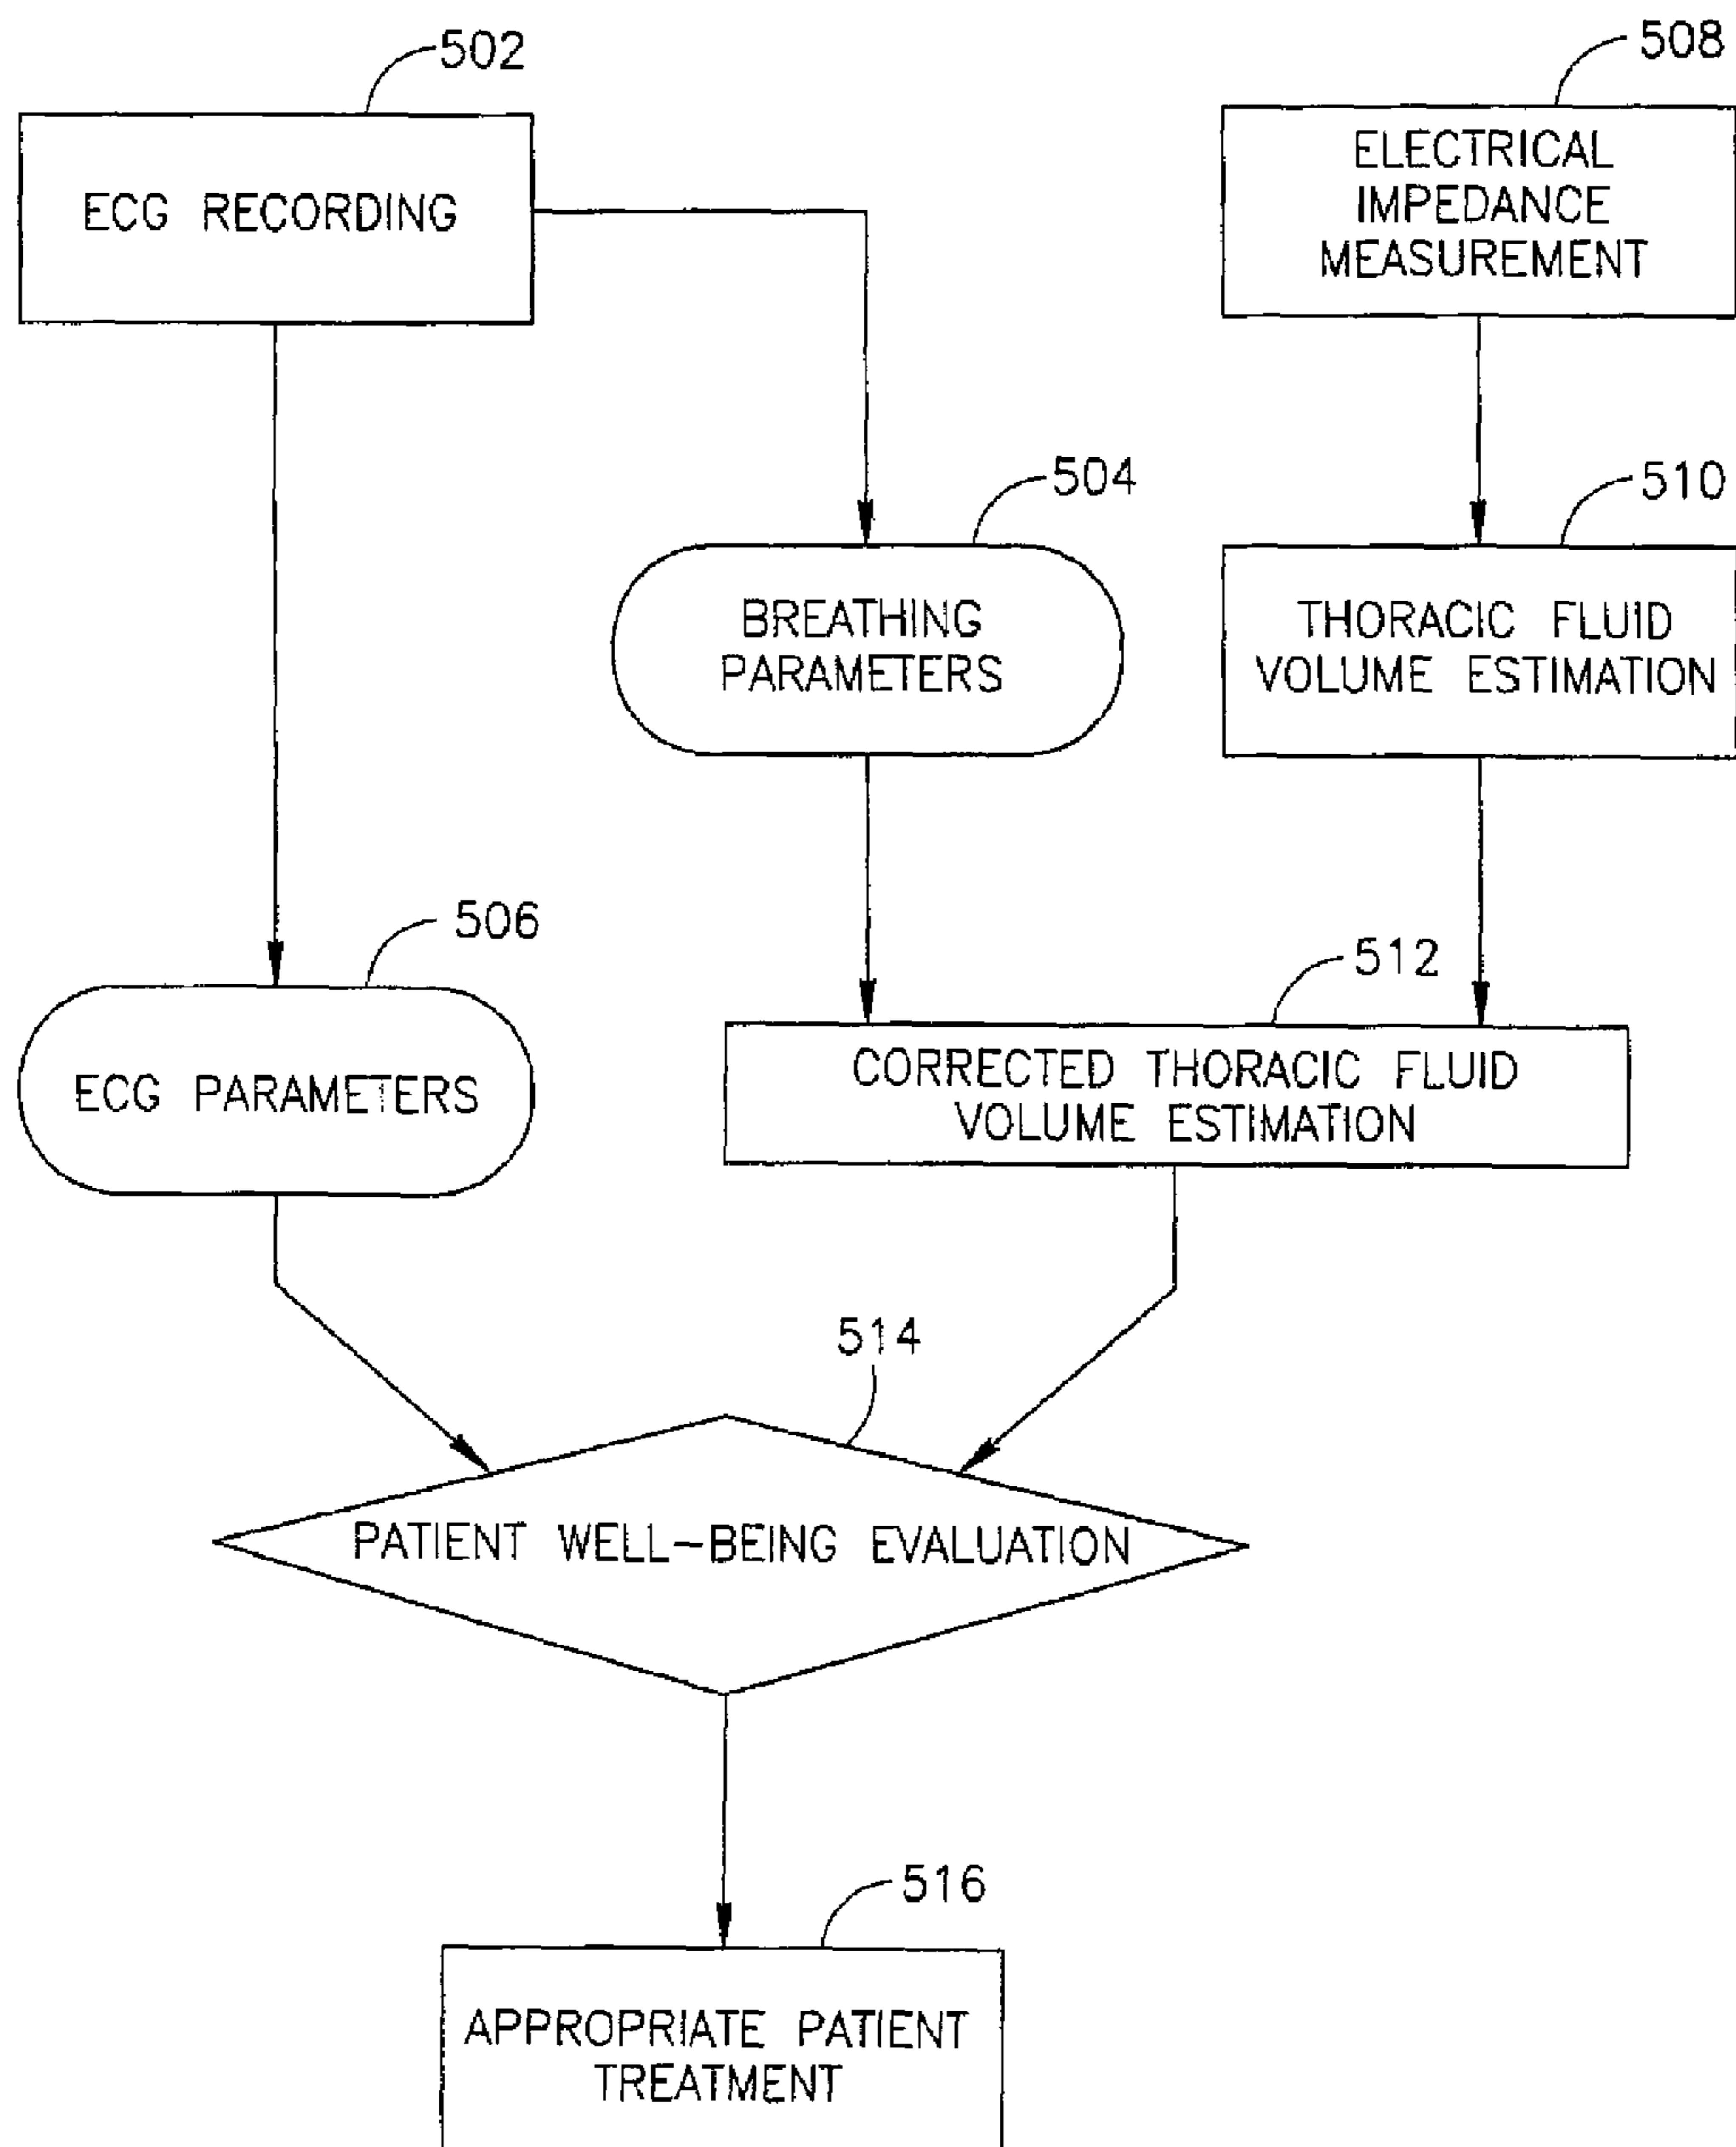 502
508
ECG RECORDING
ELECTRICAL
IMPEDANCE
MEASUREMENT
504
510
BREATHING
PARAMETERS
THORACIC FLUID
VOLUME ESTIMATION
506
512
ECG PARAMETERS
CORRECTED THORACIC FLUID
VOLUME ESTIMATION
514
PATIENT WELL-BEING EVALUATION
516
APPROPRIATE PATIENT
TREATMENT